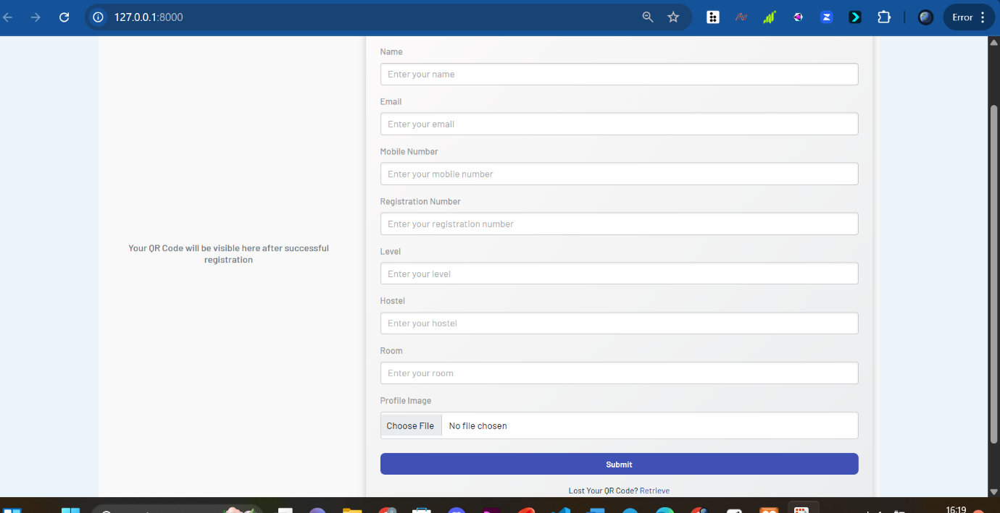 127.0.0.1:8000
Error
Name
Enter your name
Email
Enter your email
Mobile Number
Enter your mobile number
Registration Number
Enter your registration number
Your QR Code will be visible here after successful
registration
Level
Enter your level
Hostel
Enter your hostel
Room
Enter your room
Profile Image
Choose File No file chosen
Submit
Lost Your QR Code? Retrieve
16:19